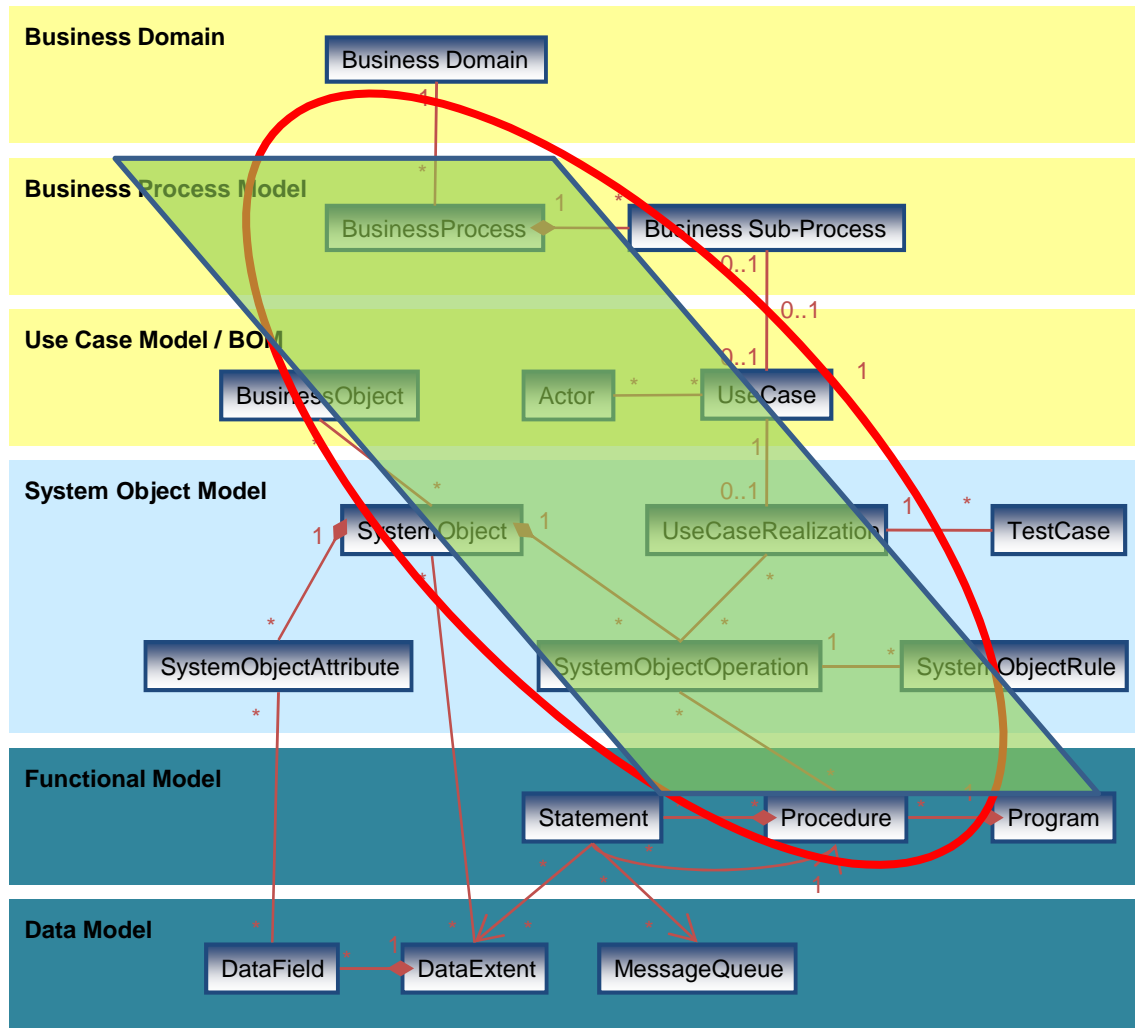 Business Domain
Business Domain
1
*
Business Process Model
BusinessProcess
1
*
Business Sub-Process
0..1
0..1
Use Case Model / BOM
0..1
1
BusinessObject
Actor
*
*
UseCase
*
1
System Object Model
*
0..1
1
SystemObject
1
UseCaseRealization
1
*
TestCase
*
*
*
*
*
SystemObjectAttribute
SystemObjectOperation
1
*
SystemObjectRule
*
*
Functional Model
*
Statement
*
Procedure
*
1
Program
*
*
*
*
1
1
Data Model
*
*
*
*
DataField
*
1
DataExtent
MessageQueue